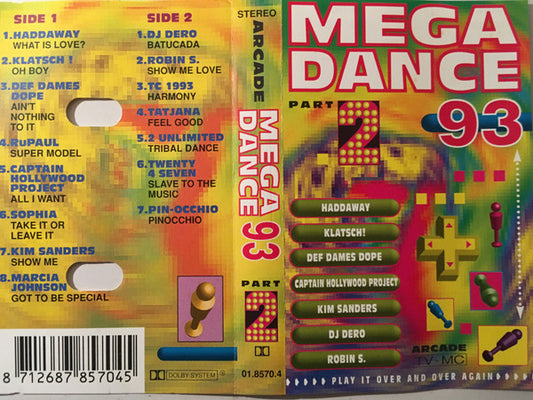 SIDE 1
1.HADDAWAY
WHAT IS LOVE?
2.KLATSCH !
OH BOY
3.DEF DAMES
DOPE
AIN'T
NOTHING
TO IT
4.RuPAUL
SUPER MODEL
5.CAPTAIN
HOLLYWOOD
PROJECT
ALL I WANT
6.SOPHIA
TAKE IT OR
LEAVE IT
7.KIM SANDERS
SHOW ME
8.MARCIA
JOHNSON
GOT TO BE SPECIAL
8 712687 857045
SIDE 2
1.DJ DERO
BATUCADA
2.ROBIN S.
SHOW ME LOVE
3.TC 1993
HARMONY
4.TATJANA
FEEL GOOD
5.2 UNLIMITED
TRIBAL DANCE
6.TWENTY
4 SEVEN
SLAVE TO THE
MUSIC
7.PIN-OCCHIO
PINOCCHIO
DOLBY SYSTEM ®
STEREO
ARCADE
MEGA
DANCE 93
PART
2
01.8570.4
MEGA
DANCE
93
PART
2
HADDAWAY
KLATSCH!
DEF DAMES DOPE
CAPTAIN HOLLYWOOD PROJECT
KIM SANDERS
DJ DERO
ROBIN S.
ARCADE
TV-MC
PLAY IT OVER AND OVER AGAIN